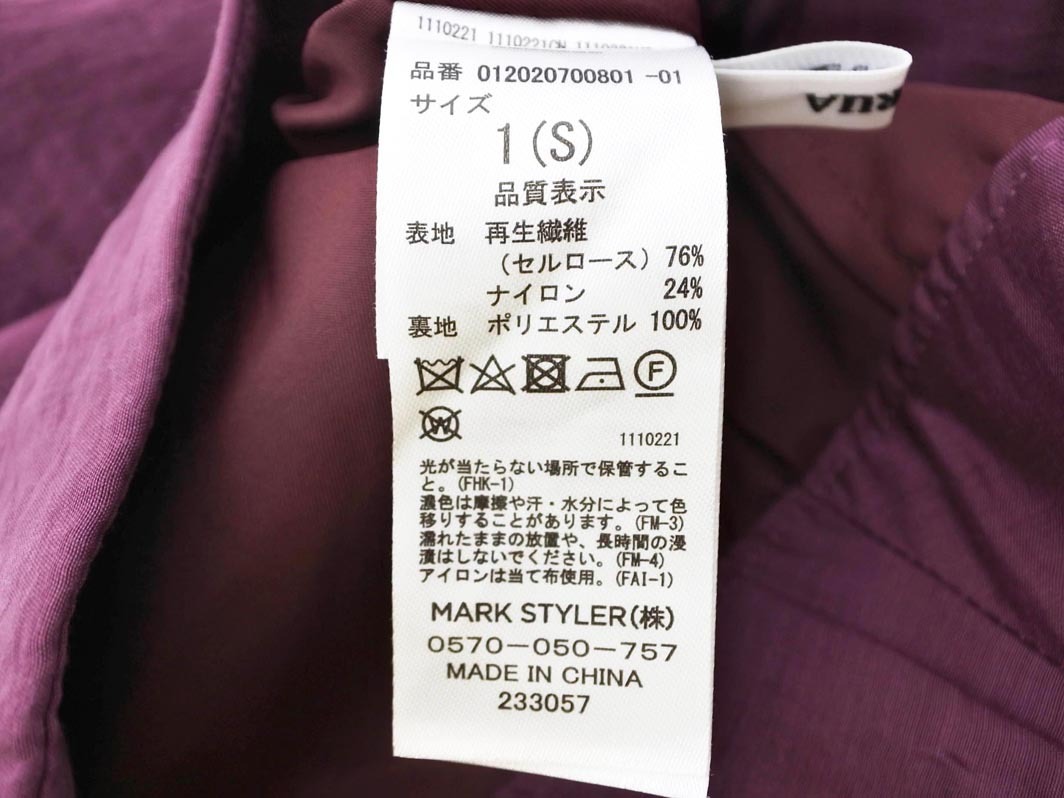 1110221 1110221CN
品番 012020700801 -01
サイズ
1(S)
品質表示
表地 再生繊維
(セルロース) 76%
ナイロン 24%
裏地 ポリエステル 100%
F
W
1110221
光が当たらない場所で保管するこ
と。(FHK-1)
濃色は摩擦や汗・水分によって色
移りすることがあります。(FM-3)
濡れたままの放置や、長時間の浸
漬はしないでください。(FM-4)
アイロンは当て布使用。(FAI-1)
MARK STYLER(株)
0570-050-757
MADE IN CHINA
233057
RUA